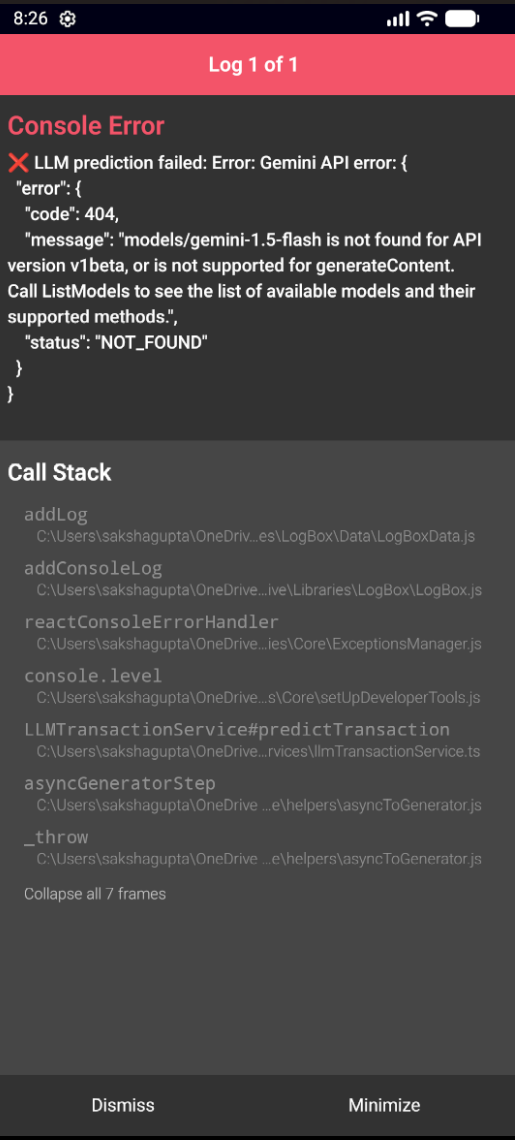 8:26
Log 1 of 1
Console Error
❌ LLM prediction failed: Error: Gemini API error: {
"error": {
"code": 404,
"message": "models/gemini-1.5-flash is not found for API
version v1beta, or is not supported for generateContent.
Call ListModels to see the list of available models and their
supported methods.",
"status": "NOT_FOUND"
}
}
Call Stack
addLog
C:\Users\sakshagupta\OneDriv...es\LogBox\Data\LogBoxData.js
addConsoleLog
C:\Users\sakshagupta\OneDrive...ive\Libraries\LogBox\LogBox.js
reactConsoleErrorHandler
C:\Users\sakshagupta\OneDrive...ies\Core\ExceptionsManager.js
console.level
C:\Users\sakshagupta\OneDrive...s\Core\setUpDeveloperTools.js
LLMTransactionService#predictTransaction
C:\Users\sakshagupta\OneDrive...rvices\llmTransactionService.ts
asyncGeneratorStep
C:\Users\sakshagupta\OneDrive ...e\helpers\asyncToGenerator.js
_throw
C:\Users\sakshagupta\OneDrive ...e\helpers\asyncToGenerator.js
Collapse all 7 frames
Dismiss
Minimize